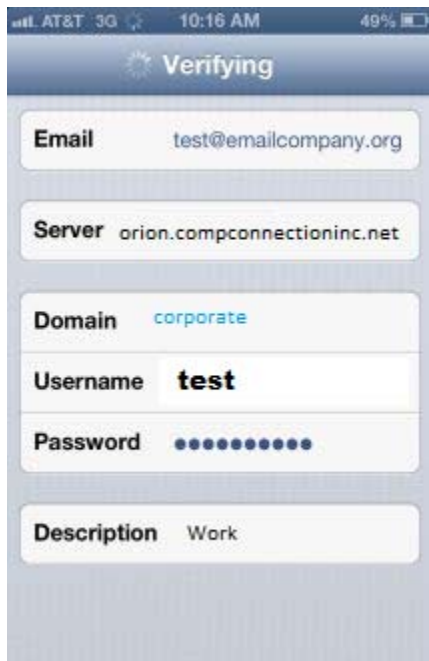 AT&T 3G 10:16 AM 49%
Verifying
Email test@emailcompany.org
Server orion.compconnectioninc.net
Domain corporate
Username test
Password ●●●●●●●●●●
Description Work